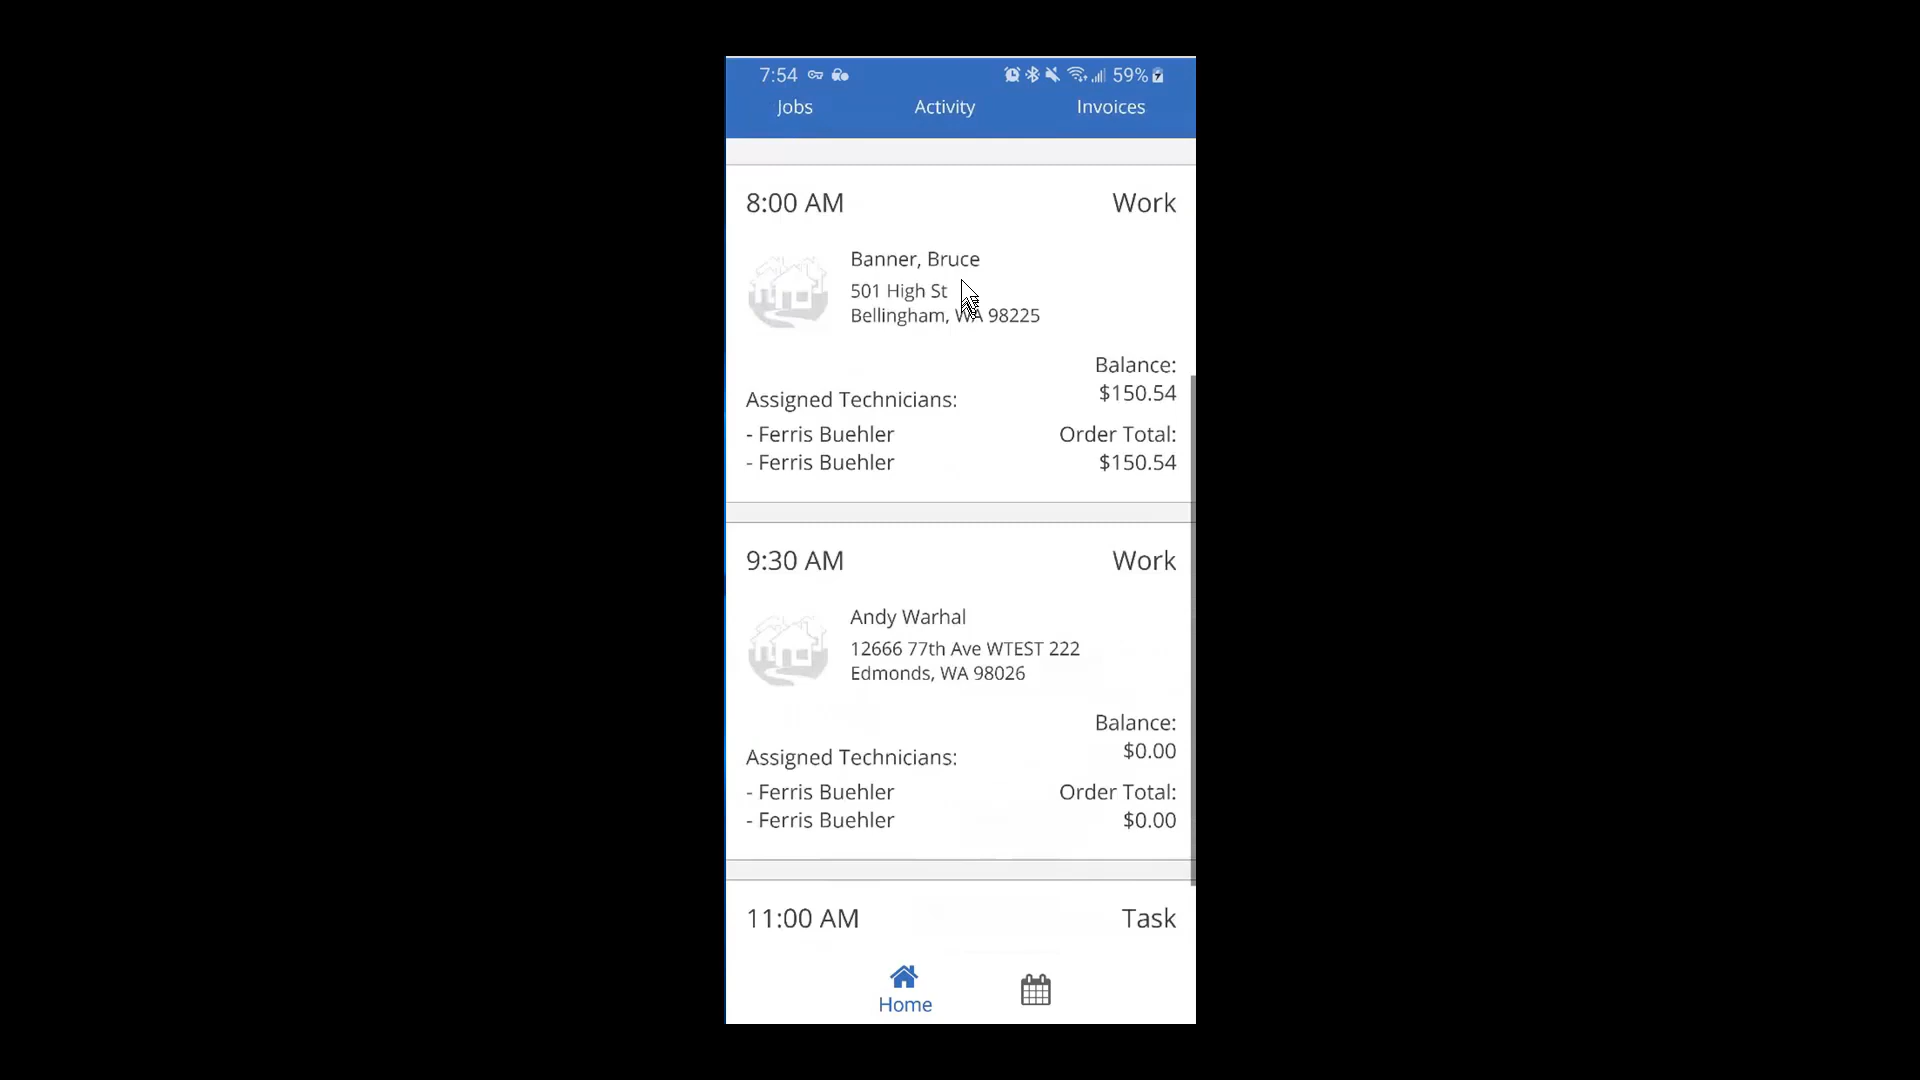 7:54 59%
Jobs Activity Invoices
8:00 AM Work
Banner, Bruce
501 High St
Bellingham, WA 98225
Balance:
$150.54
Assigned Technicians:
- Ferris Buehler Order Total:
- Ferris Buehler $150.54
9:30 AM Work
Andy Warhal
12666 77th Ave WTEST 222
Edmonds, WA 98026
Balance:
$0.00
Assigned Technicians:
- Ferris Buehler Order Total:
- Ferris Buehler $0.00
11:00 AM Task
Home